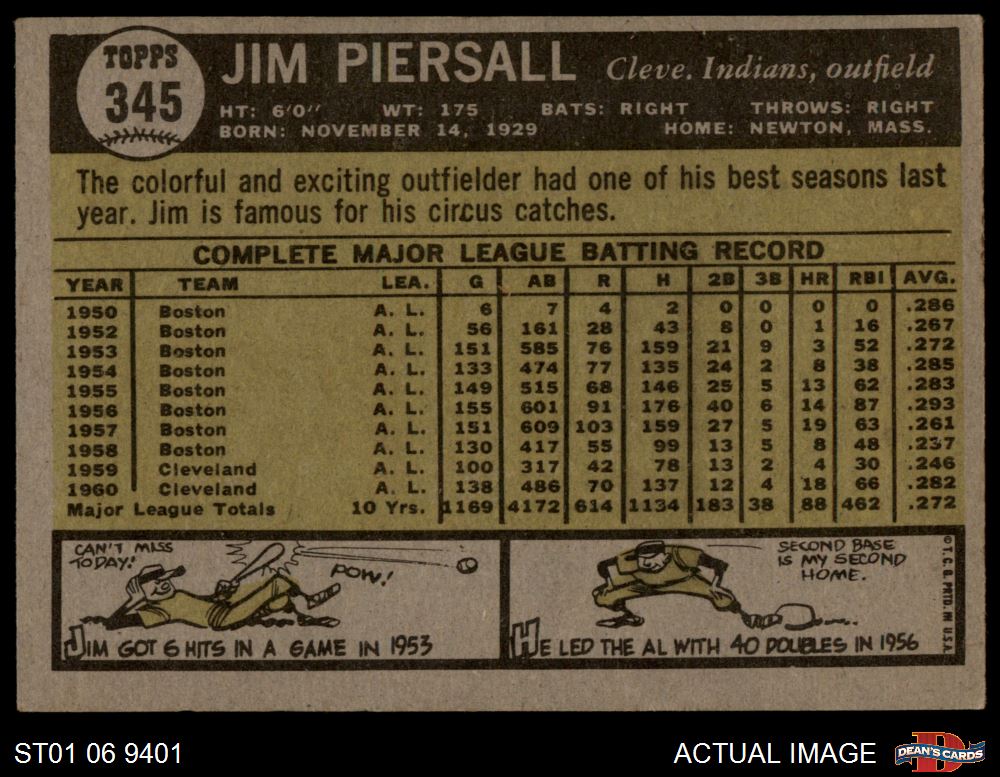 TOPPS
345
JIM PIERSALL Cleve. Indians, outfield
HT: 6'0" WT: 175 BATS: RIGHT THROWS: RIGHT
BORN: NOVEMBER 14, 1929 HOME: NEWTON, MASS.
The colorful and exciting outfielder had one of his best seasons last
year. Jim is famous for his circus catches.
COMPLETE MAJOR LEAGUE BATTING RECORD
YEAR TEAM LEA. G AB R H 2B 3B HR RBI AVG.
1950 Boston A. L. 6 7 4 2 0 0 0 0 .286
1952 Boston A. L. 56 161 28 43 8 0 1 16 .267
1953 Boston A. L. 151 585 76 159 21 9 3 52 .272
1954 Boston A. L. 133 474 77 135 24 2 8 38 .285
1955 Boston A. L. 149 515 68 146 25 5 13 62 .283
1956 Boston A. L. 155 601 91 176 40 6 14 87 .293
1957 Boston A. L. 151 609 103 159 27 5 19 63 .261
1958 Boston A. L. 130 417 55 99 13 5 8 48 .237
1959 Cleveland A. L. 100 317 42 78 13 2 4 30 .246
1960 Cleveland A. L. 138 486 70 137 12 4 18 66 .282
Major League Totals 10 Yrs. 1169 4172 614 1134 183 38 88 462 .272
CAN'T MISS
TODAY!
POW!
JIM GOT 6 HITS IN A GAME IN 1953
SECOND BASE
IS MY SECOND
HOME.
HE LED THE AL WITH 40 DOUBLES IN 1956
© T. C. G. PRTD. IN U.S.A.
ST01 06 9401
ACTUAL IMAGE
DEAN'S CARDS